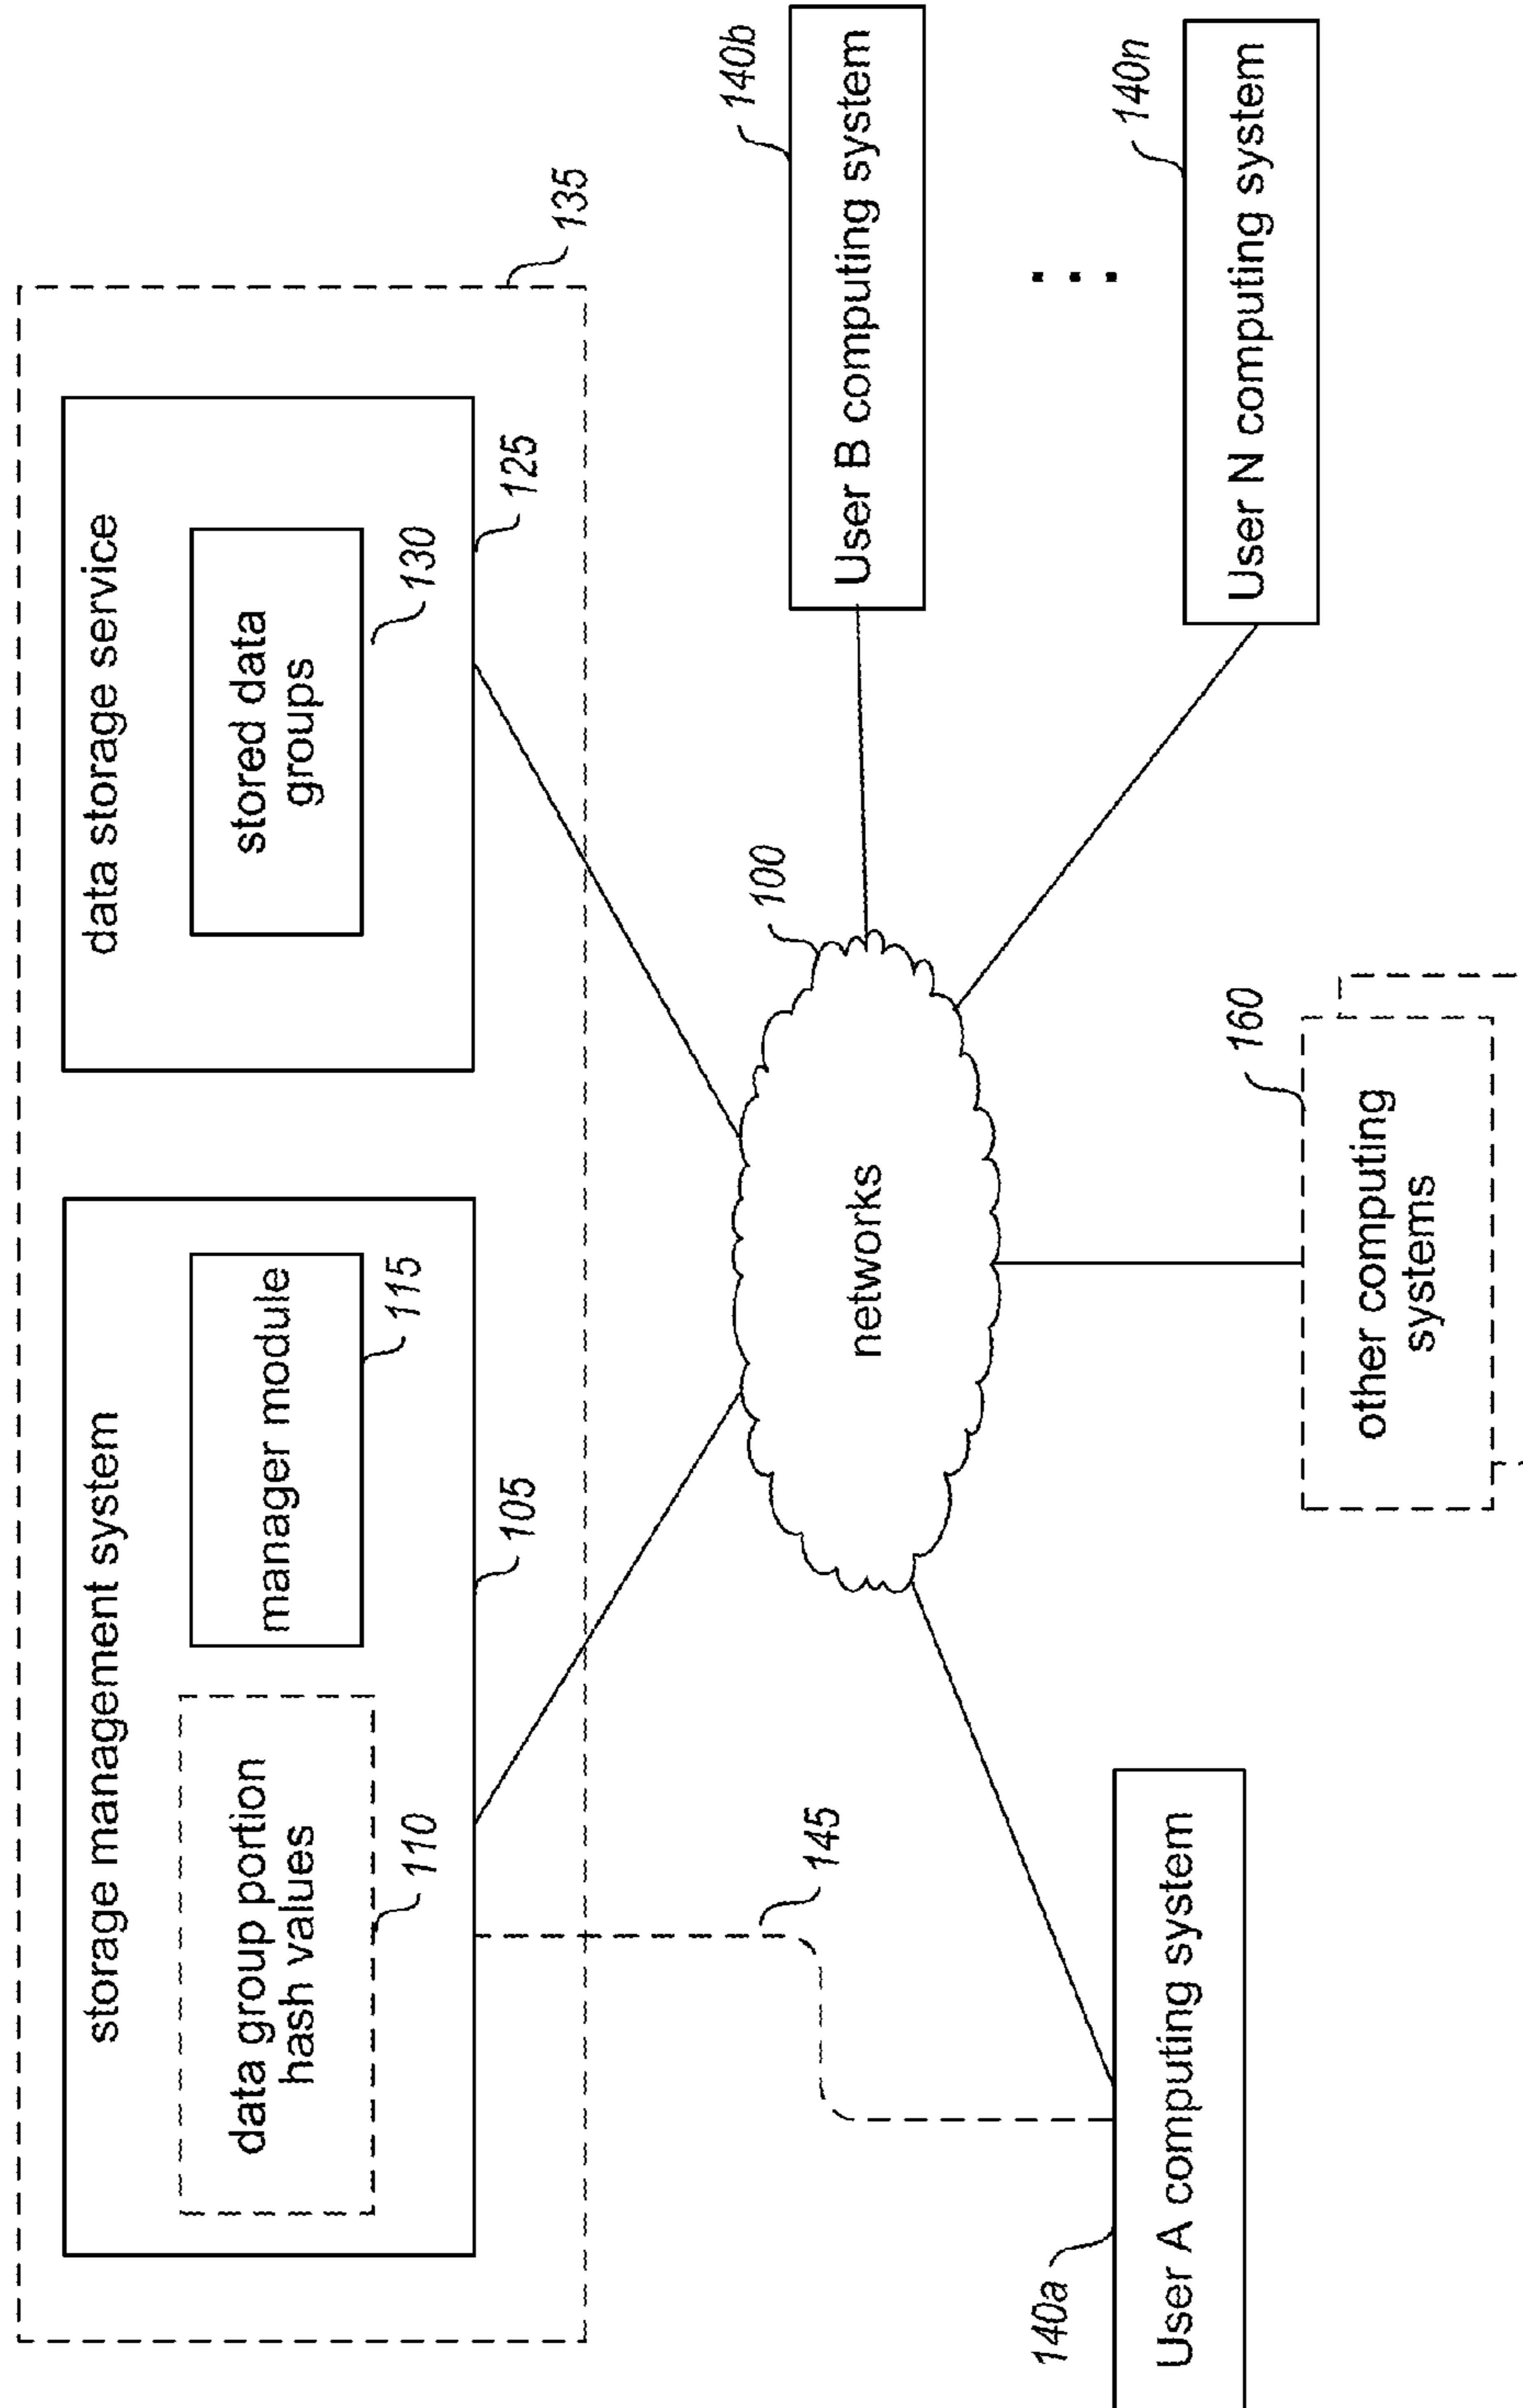 storage management system
data group portion
hash values
110
manager module
115
105
data storage service
stored data
groups
130
125
135
145
networks
100
140a
User A computing system
other computing
systems
160
User B computing system
140b
...
User N computing system
140n